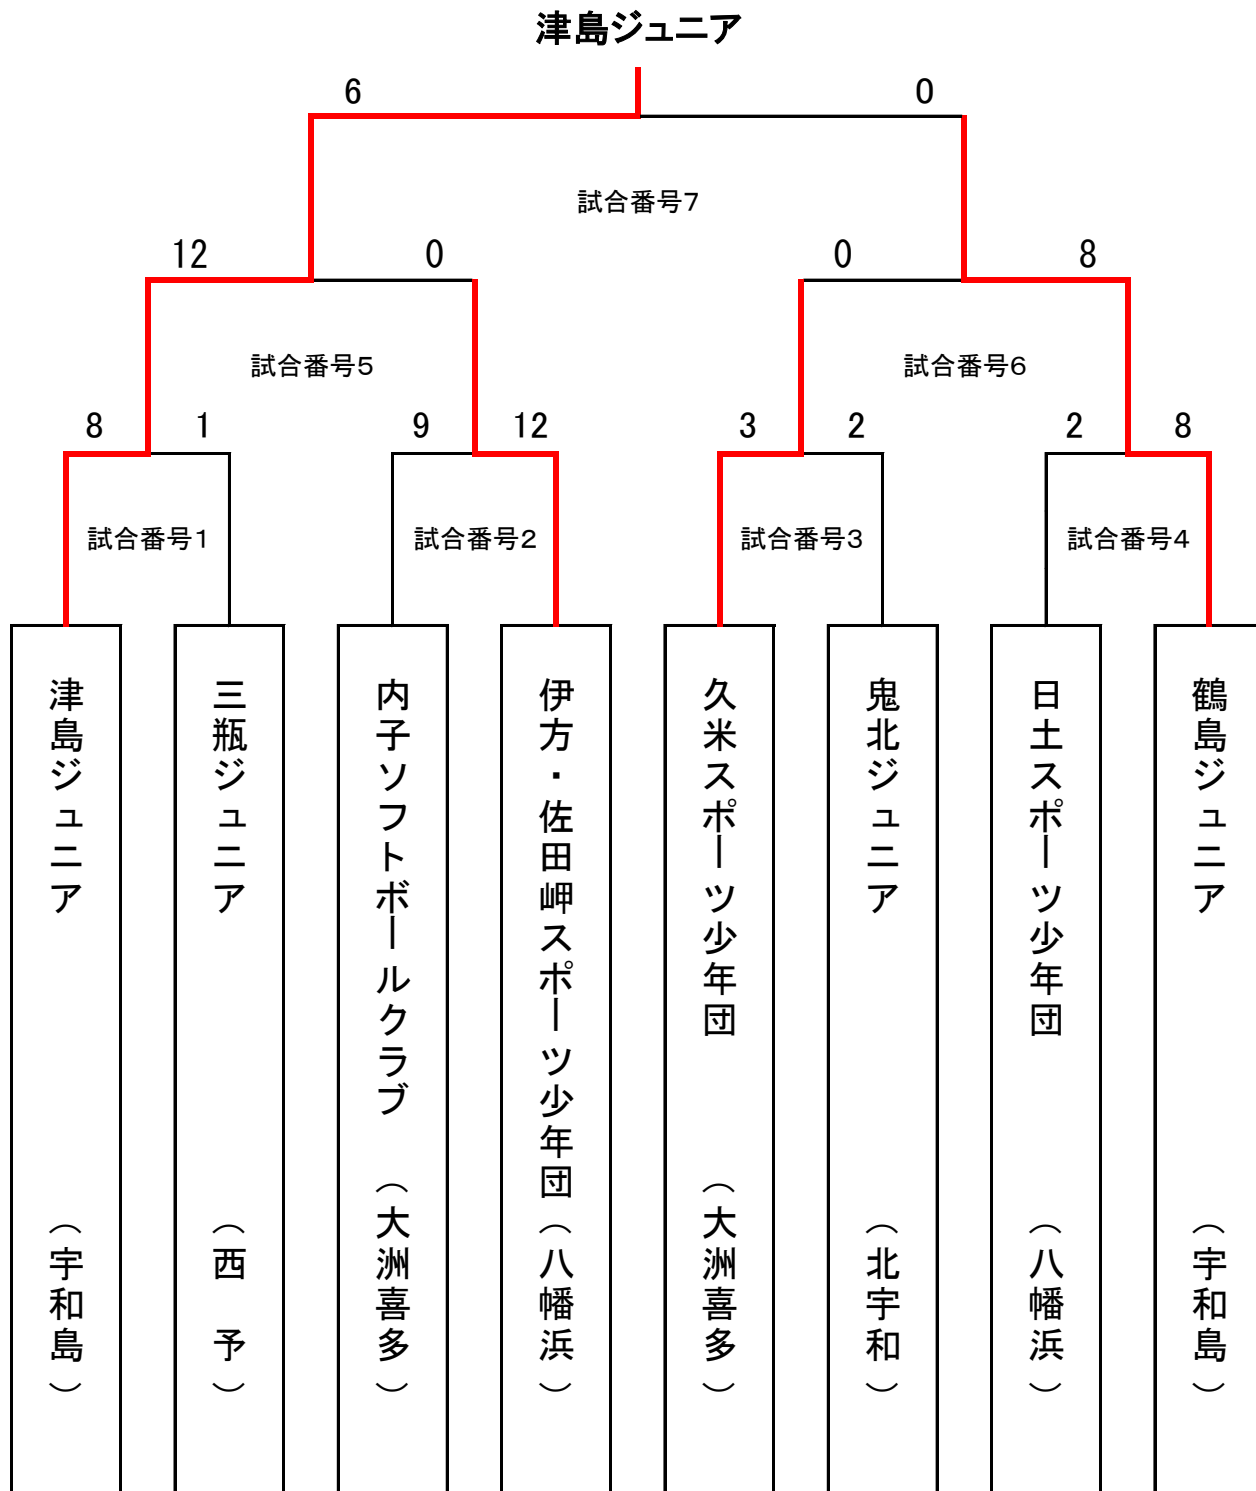 津島ジュニア
6 0
試合番号7
12 0 0 8
試合番号5 試合番号6
8 1 9 12 3 2 2 8
試合番号1 試合番号2 試合番号3 試合番号4
津島ジュニア（宇和島）
三瓶ジュニア（西　予）
内子ソフトボールクラブ（大洲喜多）
伊方・佐田岬スポーツ少年団（八幡浜）
久米スポーツ少年団（大洲喜多）
鬼北ジュニア（北宇和）
日土スポーツ少年団（八幡浜）
鶴島ジュニア（宇和島）